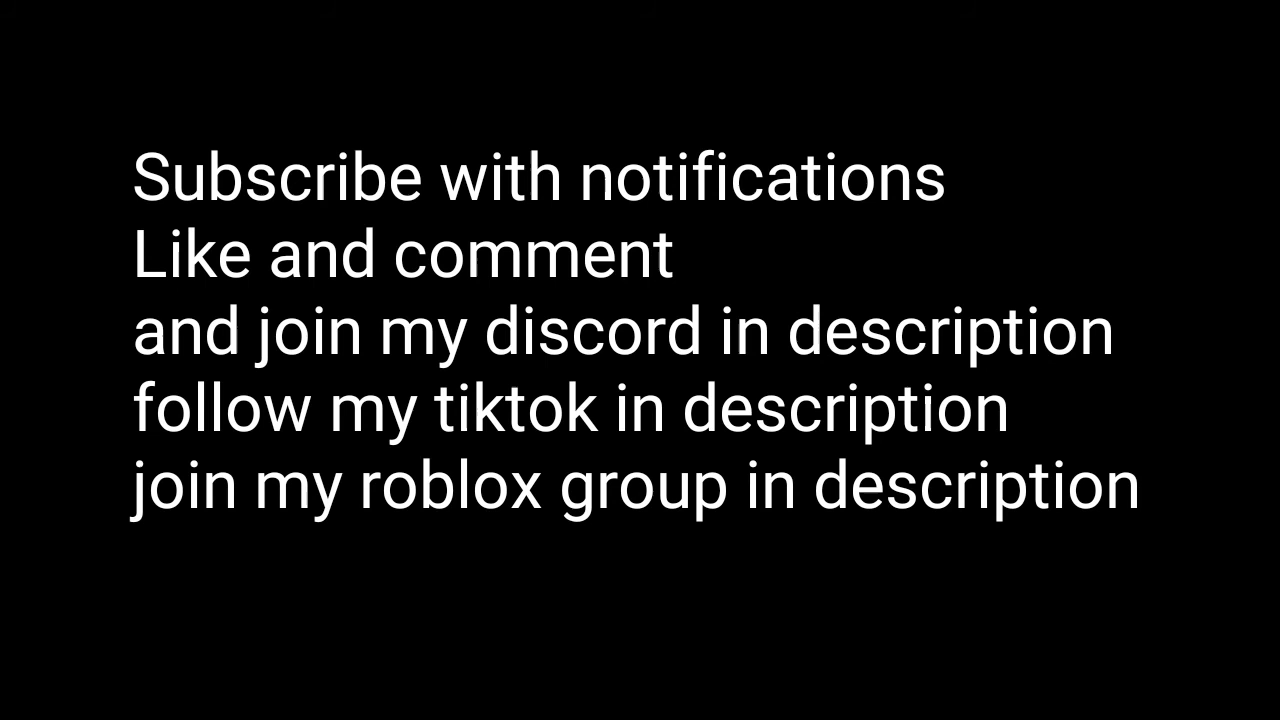 Subscribe with notifications
Like and comment
and join my discord in description
follow my tiktok in description
join my roblox group in description